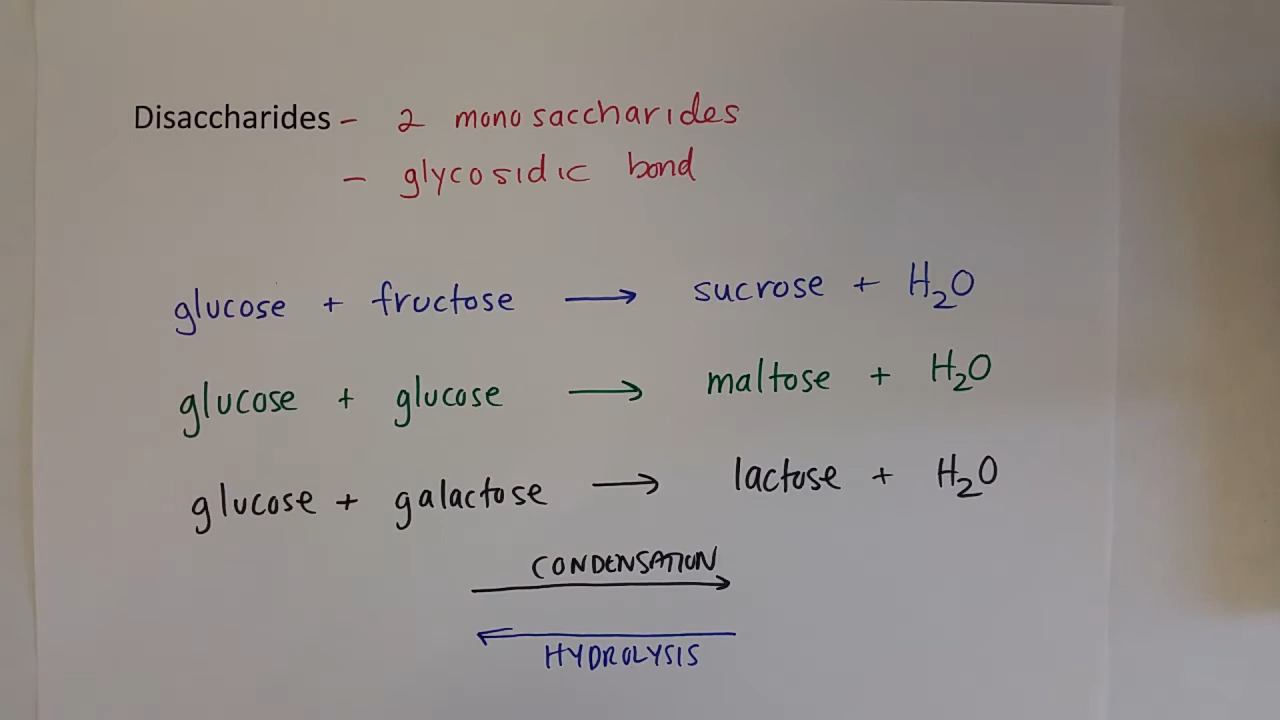 Disaccharides - 2 monosaccharides
- glycosidic bond
glucose + fructose → sucrose + H₂O
glucose + glucose → maltose + H₂O
glucose + galactose → lactose + H₂O
CONDENSATION
HYDROLYSIS